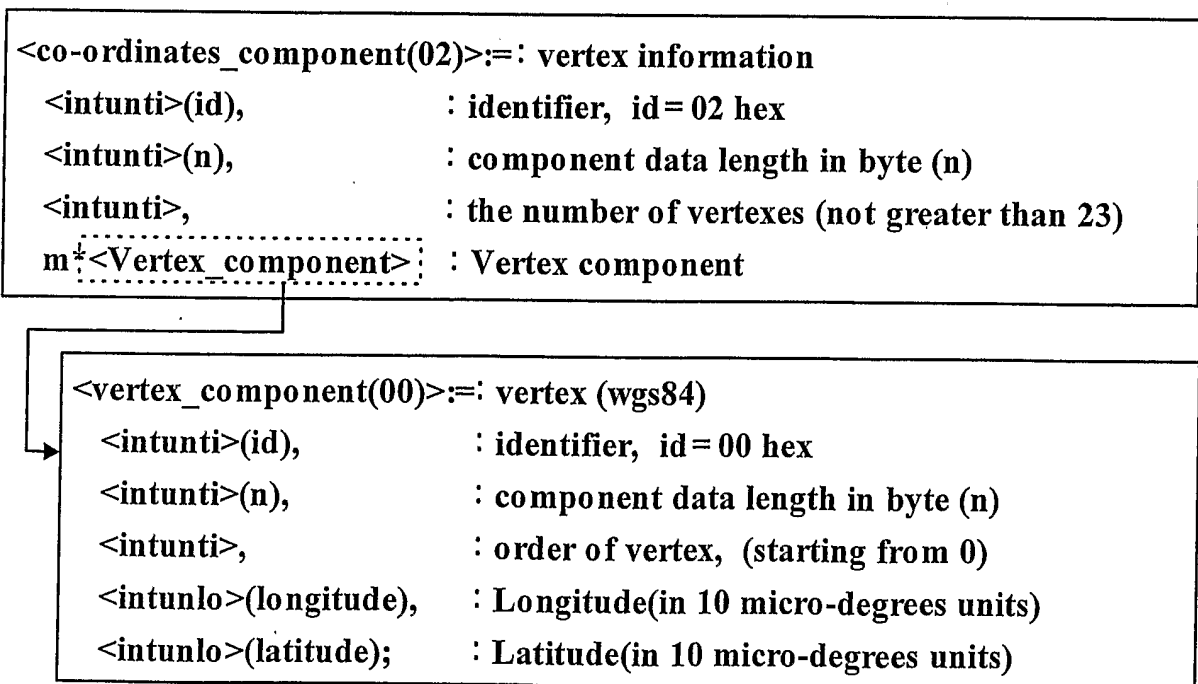 <co-ordinates_component(02)>:=: vertex information
<intunti>(id), : identifier, id=02 hex
<intunti>(n), : component data length in byte (n)
<intunti>, : the number of vertexes (not greater than 23)
m*<Vertex_component> : Vertex component
<vertex_component(00)>:=: vertex (wgs84)
<intunti>(id), : identifier, id=00 hex
<intunti>(n), : component data length in byte (n)
<intunti>, : order of vertex, (starting from 0)
<intunlo>(longitude), : Longitude(in 10 micro-degrees units)
<intunlo>(latitude); : Latitude(in 10 micro-degrees units)